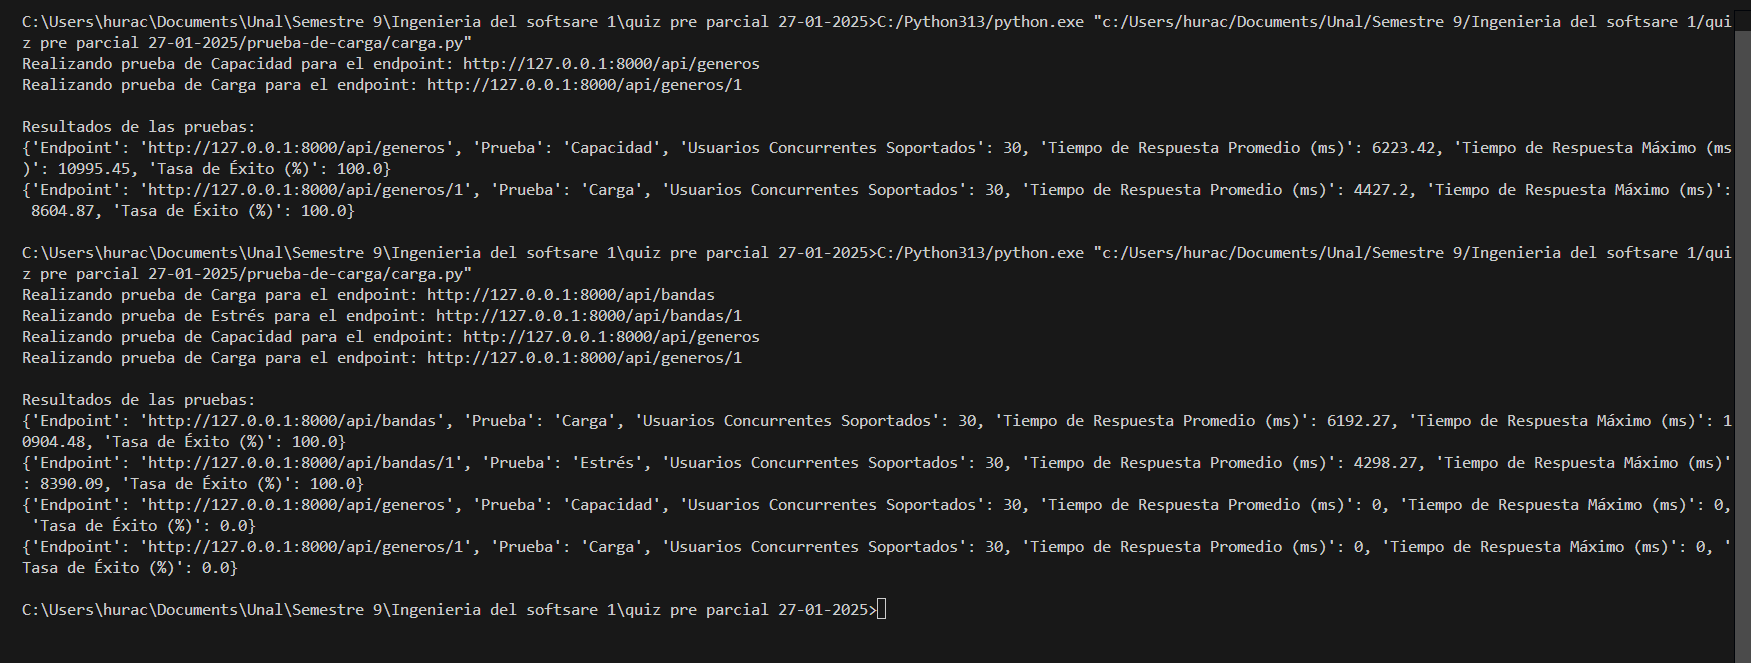 C:\Users\hurac\Documents\Unal\Semestre 9\Ingenieria del softsare 1\quiz pre parcial 27-01-2025>C:/Python313/python.exe "c:/Users/hurac/Documents/Unal/Semestre 9/Ingenieria del softsare 1/qui
z pre parcial 27-01-2025/prueba-de-carga/carga.py"
Realizando prueba de Capacidad para el endpoint: http://127.0.0.1:8000/api/generos
Realizando prueba de Carga para el endpoint: http://127.0.0.1:8000/api/generos/1
Resultados de las pruebas:
{'Endpoint': 'http://127.0.0.1:8000/api/generos', 'Prueba': 'Capacidad', 'Usuarios Concurrentes Soportados': 30, 'Tiempo de Respuesta Promedio (ms)': 6223.42, 'Tiempo de Respuesta Máximo (ms
)': 10995.45, 'Tasa de Éxito (%)': 100.0}
{'Endpoint': 'http://127.0.0.1:8000/api/generos/1', 'Prueba': 'Carga', 'Usuarios Concurrentes Soportados': 30, 'Tiempo de Respuesta Promedio (ms)': 4427.2, 'Tiempo de Respuesta Máximo (ms)':
8604.87, 'Tasa de Éxito (%)': 100.0}
C:\Users\hurac\Documents\Unal\Semestre 9\Ingenieria del softsare 1\quiz pre parcial 27-01-2025>C:/Python313/python.exe "c:/Users/hurac/Documents/Unal/Semestre 9/Ingenieria del softsare 1/qui
z pre parcial 27-01-2025/prueba-de-carga/carga.py"
Realizando prueba de Carga para el endpoint: http://127.0.0.1:8000/api/bandas
Realizando prueba de Estrés para el endpoint: http://127.0.0.1:8000/api/bandas/1
Realizando prueba de Capacidad para el endpoint: http://127.0.0.1:8000/api/generos
Realizando prueba de Carga para el endpoint: http://127.0.0.1:8000/api/generos/1
Resultados de las pruebas:
{'Endpoint': 'http://127.0.0.1:8000/api/bandas', 'Prueba': 'Carga', 'Usuarios Concurrentes Soportados': 30, 'Tiempo de Respuesta Promedio (ms)': 6192.27, 'Tiempo de Respuesta Máximo (ms)': 1
0904.48, 'Tasa de Éxito (%)': 100.0}
{'Endpoint': 'http://127.0.0.1:8000/api/bandas/1', 'Prueba': 'Estrés', 'Usuarios Concurrentes Soportados': 30, 'Tiempo de Respuesta Promedio (ms)': 4298.27, 'Tiempo de Respuesta Máximo (ms)'
: 8390.09, 'Tasa de Éxito (%)': 100.0}
{'Endpoint': 'http://127.0.0.1:8000/api/generos', 'Prueba': 'Capacidad', 'Usuarios Concurrentes Soportados': 30, 'Tiempo de Respuesta Promedio (ms)': 0, 'Tiempo de Respuesta Máximo (ms)': 0,
'Tasa de Éxito (%)': 0.0}
{'Endpoint': 'http://127.0.0.1:8000/api/generos/1', 'Prueba': 'Carga', 'Usuarios Concurrentes Soportados': 30, 'Tiempo de Respuesta Promedio (ms)': 0, 'Tiempo de Respuesta Máximo (ms)': 0, '
Tasa de Éxito (%)': 0.0}
C:\Users\hurac\Documents\Unal\Semestre 9\Ingenieria del softsare 1\quiz pre parcial 27-01-2025>